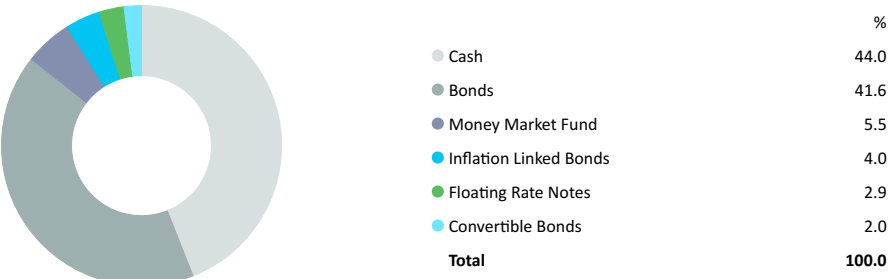 %
Cash 44.0
Bonds 41.6
Money Market Fund 5.5
Inflation Linked Bonds 4.0
Floating Rate Notes 2.9
Convertible Bonds 2.0
Total 100.0